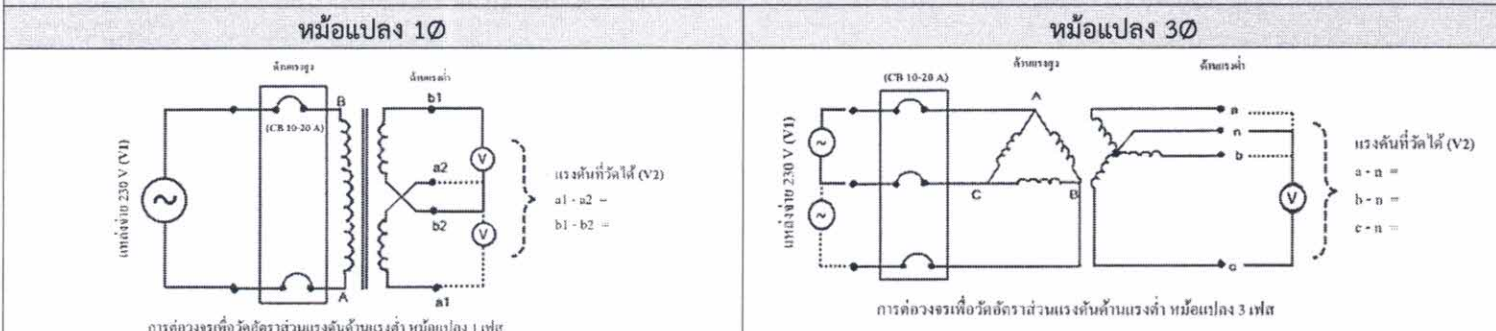 หม้อแปลง 1Ø
หม้อแปลง 3Ø
ด้านแรงสูง
ด้านแรงต่ำ
B
b1
(CB 10-20 A)
แหล่งจ่าย 230 V (V1)
V
a2
b2
V
แรงดันที่วัดได้ (V2)
a1 - a2 =
b1 - b2 =
A
a1
การต่อวงจรเพื่อวัดอัตราส่วนแรงดันด้านแรงต่ำ หม้อแปลง 1 เฟส
(CB 10-20 A)
ด้านแรงสูง
ด้านแรงต่ำ
แหล่งจ่าย 230 V (V1)
A
C
B
a
n
b
V
c
แรงดันที่วัดได้ (V2)
a - n =
b - n =
c - n =
การต่อวงจรเพื่อวัดอัตราส่วนแรงดันด้านแรงต่ำ หม้อแปลง 3 เฟส